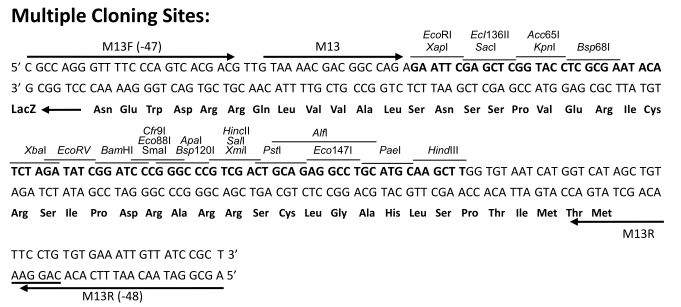 Multiple Cloning Sites:
M13F (-47) M13 EcoRI XapI Ecl136II SacI Acc65I KpnI Bsp68I
5’ C GCC AGG GTT TTC CCA GTC ACG ACG TTG TAA AAC GAC GGC CAG AGA ATT CGA GCT CGG TAC CTC GCG AAT ACA
3’ G CGG TCC CAA AAG GGT CAG TGC TGC AAC ATT TTG CTG CCG GTC TCT TAA GCT CGA GCC ATG GAG CGC TTA TGT
LacZ Asn Glu Trp Asp Arg Arg Gln Leu Val Val Ala Leu Ser Asn Ser Ser Pro Val Glu Arg Ile Cys
XbaI EcoRV BamHI Cfr9I Eco88I SmaI ApaI Bsp120I HincII SalI XmiI PstI AlfI Eco147I PaeI HindIII
TCT AGA TAT CGG ATC CCG GGC CCG TCG ACT GCA GAG GCC TGC ATG CAA GCT TGG TGT AAT CAT GGT CAT AGC TGT
AGA TCT ATA GCC TAG GGC CCG GGC AGC TGA CGT CTC CGG ACG TAC GTT CGA ACC ACA TTA GTA CCA GTA TCG ACA
Arg Ser Ile Pro Asp Arg Ala Arg Arg Ser Cys Leu Gly Ala His Leu Ser Pro Thr Ile Met Thr Met
M13R
TTC CTG TGT GAA ATT GTT ATC CGC T 3’
AAG GAC ACA CTT TAA CAA TAG GCG A 5’
M13R (-48)